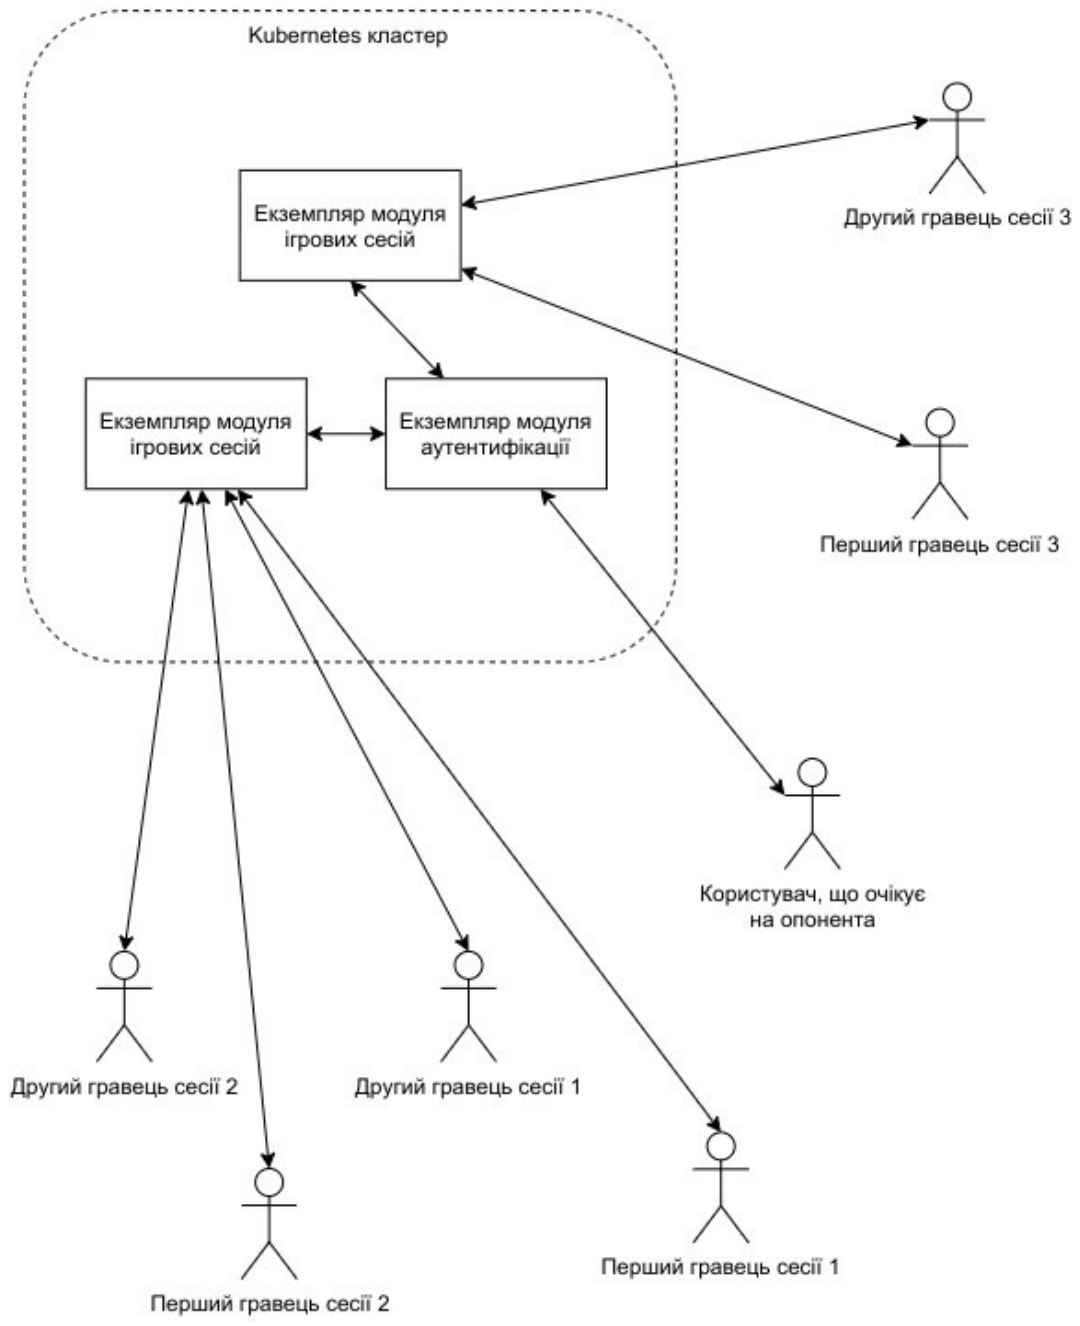 Kubernetes кластер
Екземпляр модуля
ігрових сесій
Другий гравець сесії 3
Екземпляр модуля
ігрових сесій
Екземпляр модуля
аутентифікації
Перший гравець сесії 3
Користувач, що очікує
на опонента
Другий гравець сесії 2
Другий гравець сесії 1
Перший гравець сесії 1
Перший гравець сесії 2